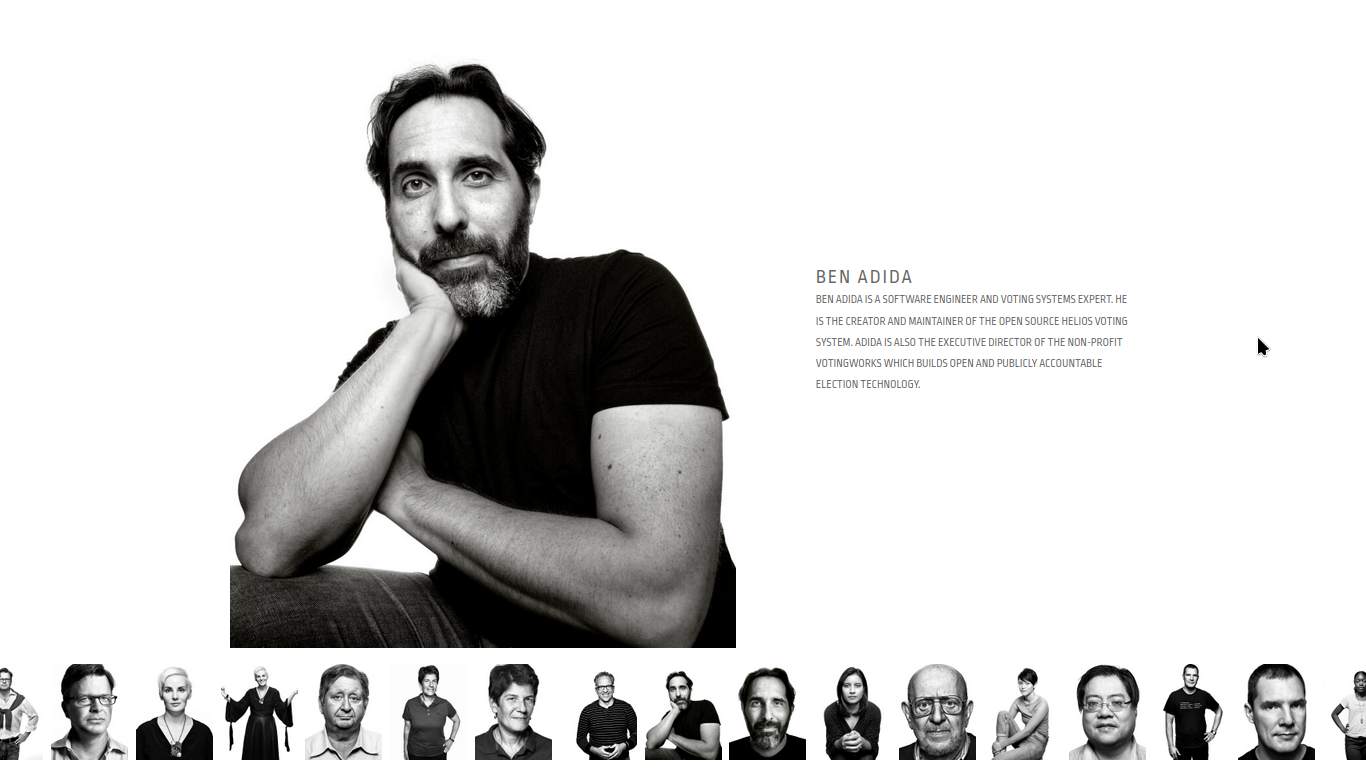 BEN ADIDA
BEN ADIDA IS A SOFTWARE ENGINEER AND VOTING SYSTEMS EXPERT. HE
IS THE CREATOR AND MAINTAINER OF THE OPEN SOURCE HELIOS VOTING
SYSTEM. ADIDA IS ALSO THE EXECUTIVE DIRECTOR OF THE NON-PROFIT
VOTINGWORKS WHICH BUILDS OPEN AND PUBLICLY ACCOUNTABLE
ELECTION TECHNOLOGY.